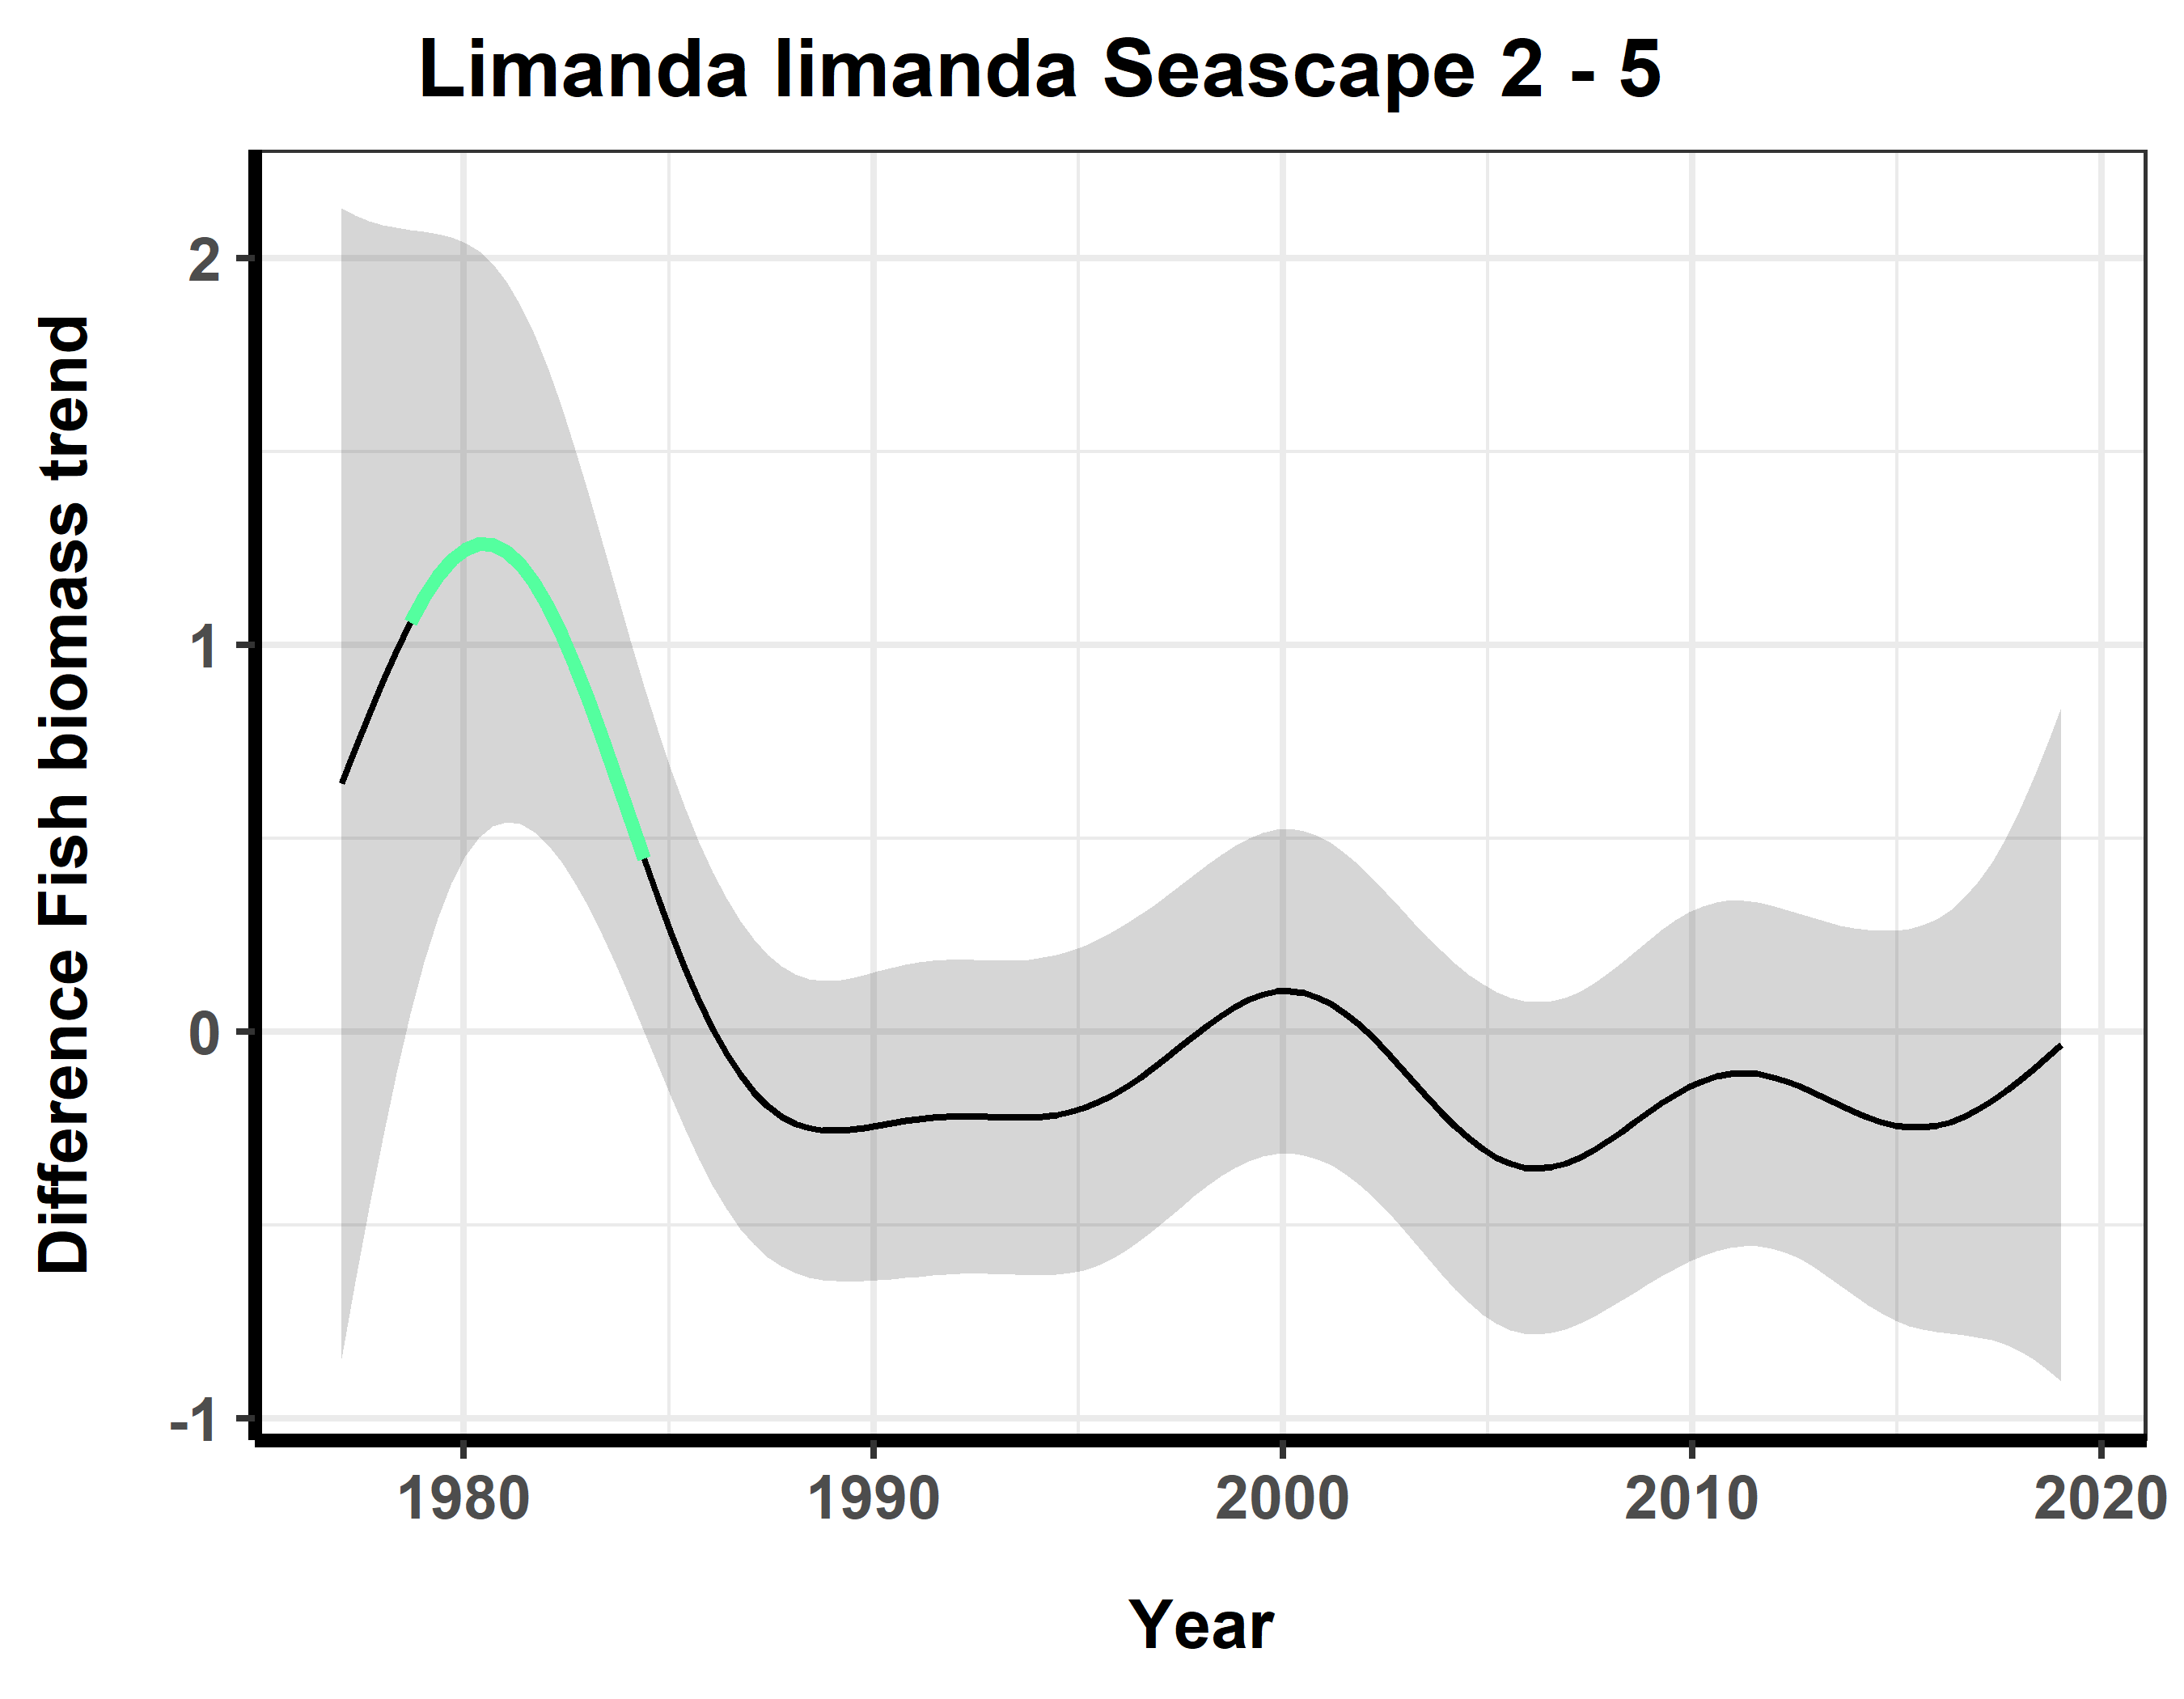 Limanda limanda Seascape 2 - 5
Difference Fish biomass trend
2
1
0
-1
1980 1990 2000 2010 2020
Year